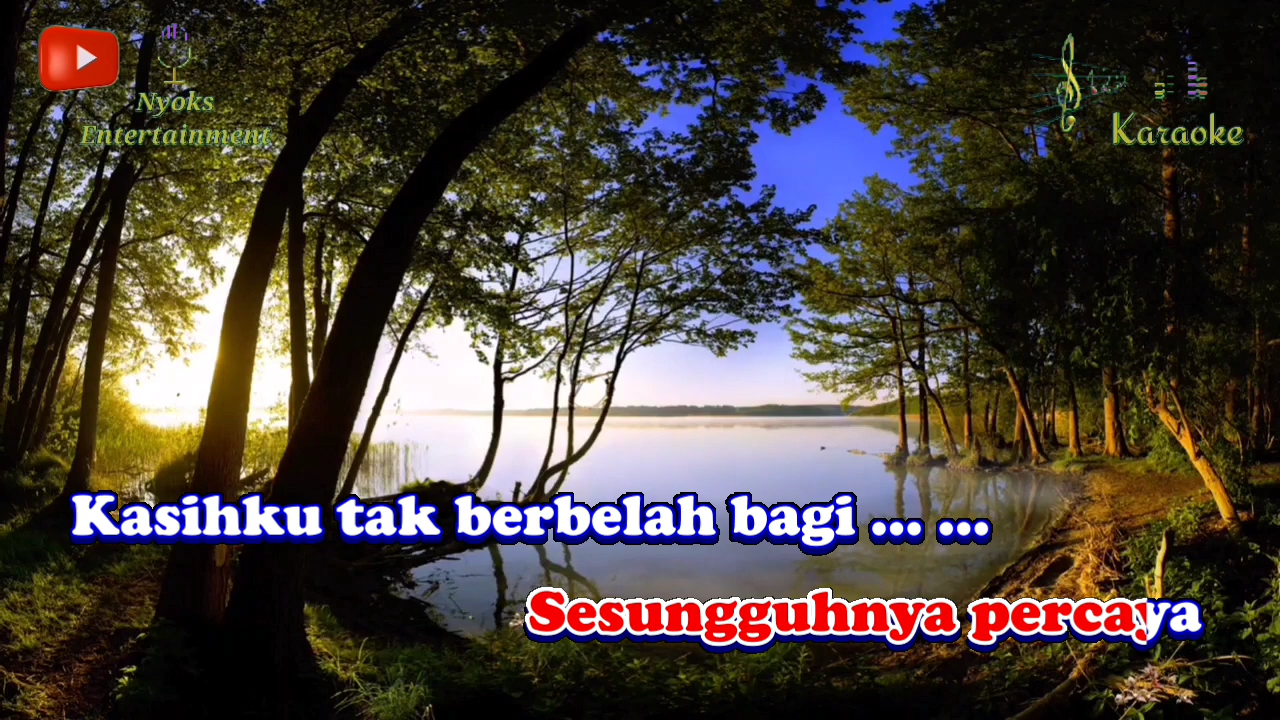 Nyoks
Entertainment
Karaoke
Kasihku tak berbelah bagi ... ...
Sesungguhnya percaya